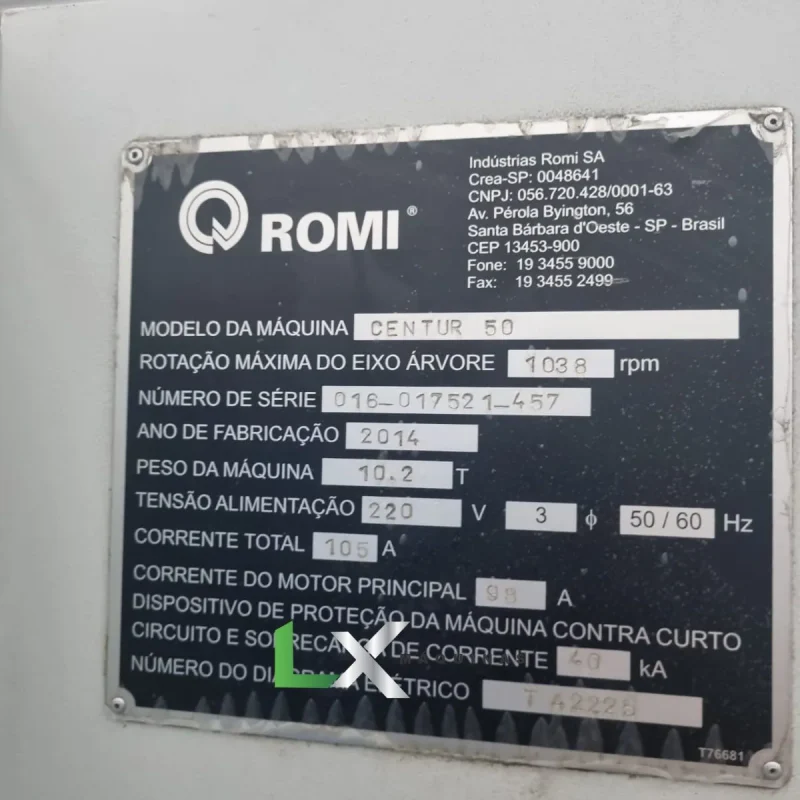 ROMI®
Indústrias Romi SA
Crea-SP: 0048641
CNPJ: 056.720.428/0001-63
Av. Pérola Byington, 56
Santa Bárbara d'Oeste - SP - Brasil
CEP 13453-900
Fone: 19 3455 9000
Fax: 19 3455 2499
MODELO DA MÁQUINA CENTUR 50
ROTAÇÃO MÁXIMA DO EIXO ÁRVORE 1038 rpm
NÚMERO DE SÉRIE 016-017521-457
ANO DE FABRICAÇÃO 2014
PESO DA MÁQUINA 10.2 T
TENSÃO ALIMENTAÇÃO 220 V 3 ϕ 50 / 60 Hz
CORRENTE TOTAL 105 A
CORRENTE DO MOTOR PRINCIPAL 98 A
DISPOSITIVO DE PROTEÇÃO DA MÁQUINA CONTRA CURTO
CIRCUITO E SOBRECARGA DE CORRENTE 40 kA
NÚMERO DO DIAGRAMA ELÉTRICO T 42225
T76681
LX